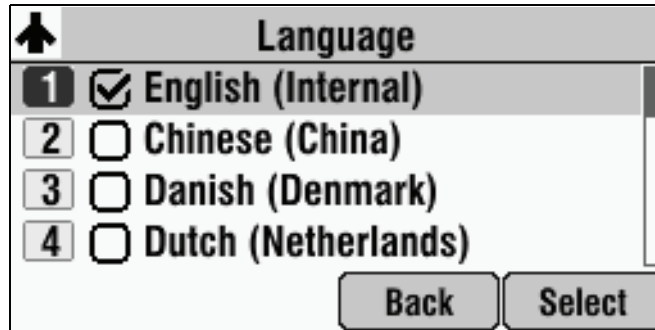 Language
1 English (Internal)
2 Chinese (China)
3 Danish (Denmark)
4 Dutch (Netherlands)
Back Select